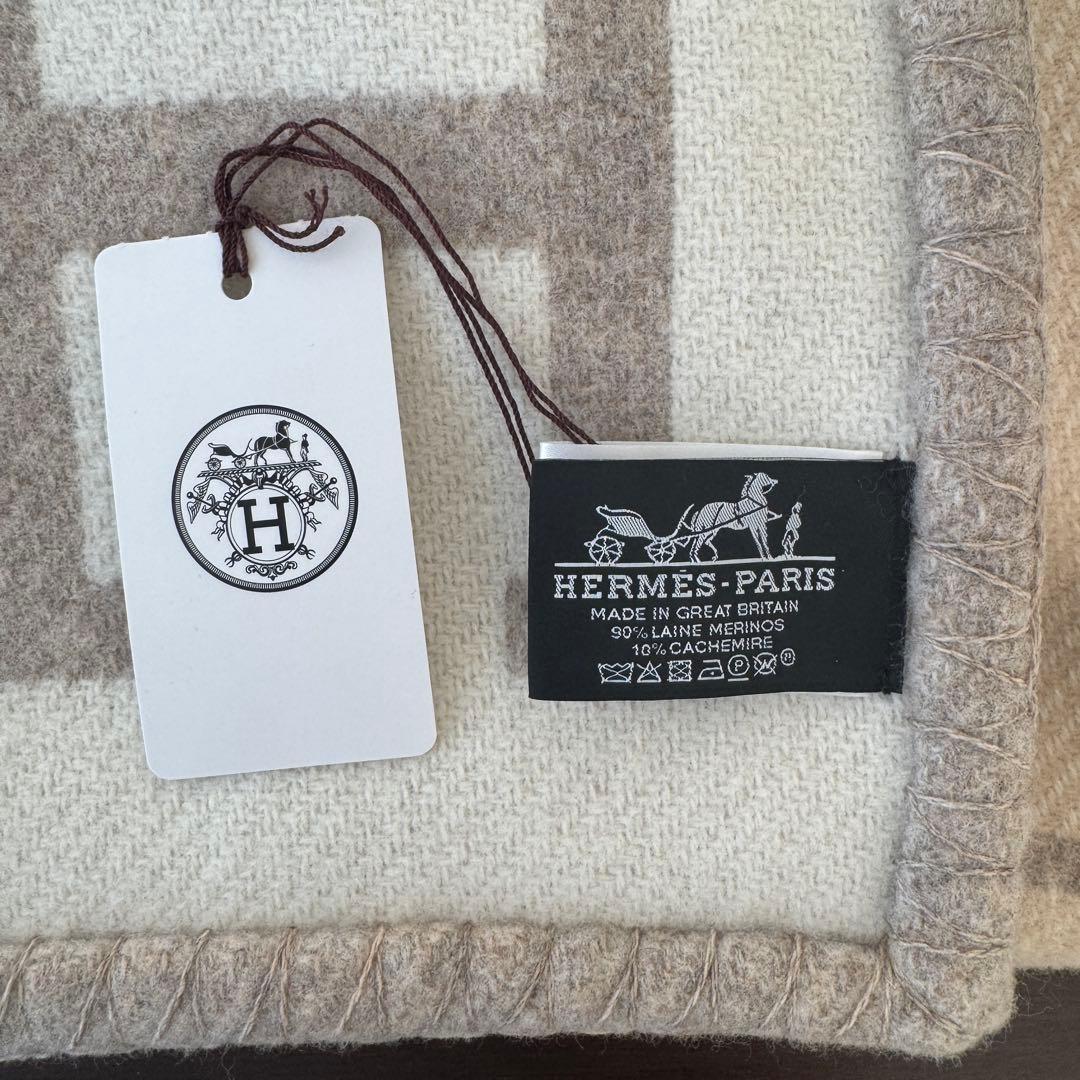 H
HERMÈS-PARIS
MADE IN GREAT BRITAIN
90% LAINE MERINOS
10% CACHEMIRE
P